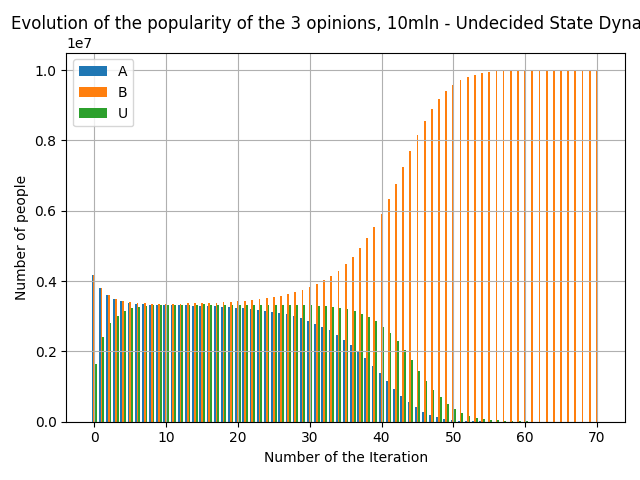 Evolution of the popularity of the 3 opinions, 10mln - Undecided State Dyna
1e7
A
B
U
1.0
0.8
0.6
0.4
0.2
0.0
Number of people
0 10 20 30 40 50 60 70
Number of the Iteration